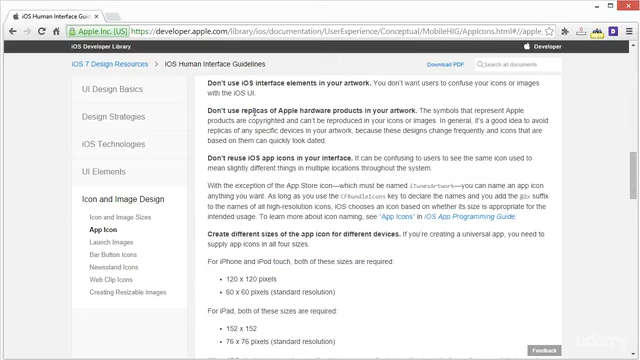 iOS Human Interface Guide
Apple Inc. [US]
https://developer.apple.com/library/ios/documentation/UserExperience/Conceptual/MobileHIG/AppIcons.html#//apple_
iOS Developer Library
Developer
iOS 7 Design Resources
iOS Human Interface Guidelines
Download PDF
Search all documents
UI Design Basics
Design Strategies
iOS Technologies
UI Elements
Icon and Image Design
Icon and Image Sizes
App Icon
Launch Images
Bar Button Icons
Newsstand Icons
Web Clip Icons
Creating Resizable Images
Don't use iOS interface elements in your artwork. You don't want users to confuse your icons or images
with the iOS UI.
Don't use replicas of Apple hardware products in your artwork. The symbols that represent Apple
products are copyrighted and can't be reproduced in your icons or images. In general, it's a good idea to avoid
replicas of any specific devices in your artwork, because these designs change frequently and icons that are
based on them can quickly look dated.
Don't reuse iOS app icons in your interface. It can be confusing to users to see the same icon used to
mean slightly different things in multiple locations throughout the system.
With the exception of the App Store icon—which must be named iTunesArtwork—you can name an app icon
anything you want. As long as you use the CFBundleIcons key to declare the names and you add the @2x suffix
to the names of all high-resolution icons, iOS chooses an icon based on whether its size is appropriate for the
intended usage. To learn more about icon naming, see “App Icons” in iOS App Programming Guide.
Create different sizes of the app icon for different devices. If you're creating a universal app, you need to
supply app icons in all four sizes.
For iPhone and iPod touch, both of these sizes are required:
• 120 x 120 pixels
• 60 x 60 pixels (standard resolution)
For iPad, both of these sizes are required:
• 152 x 152
• 76 x 76 pixels (standard resolution)
Feedback
udemy